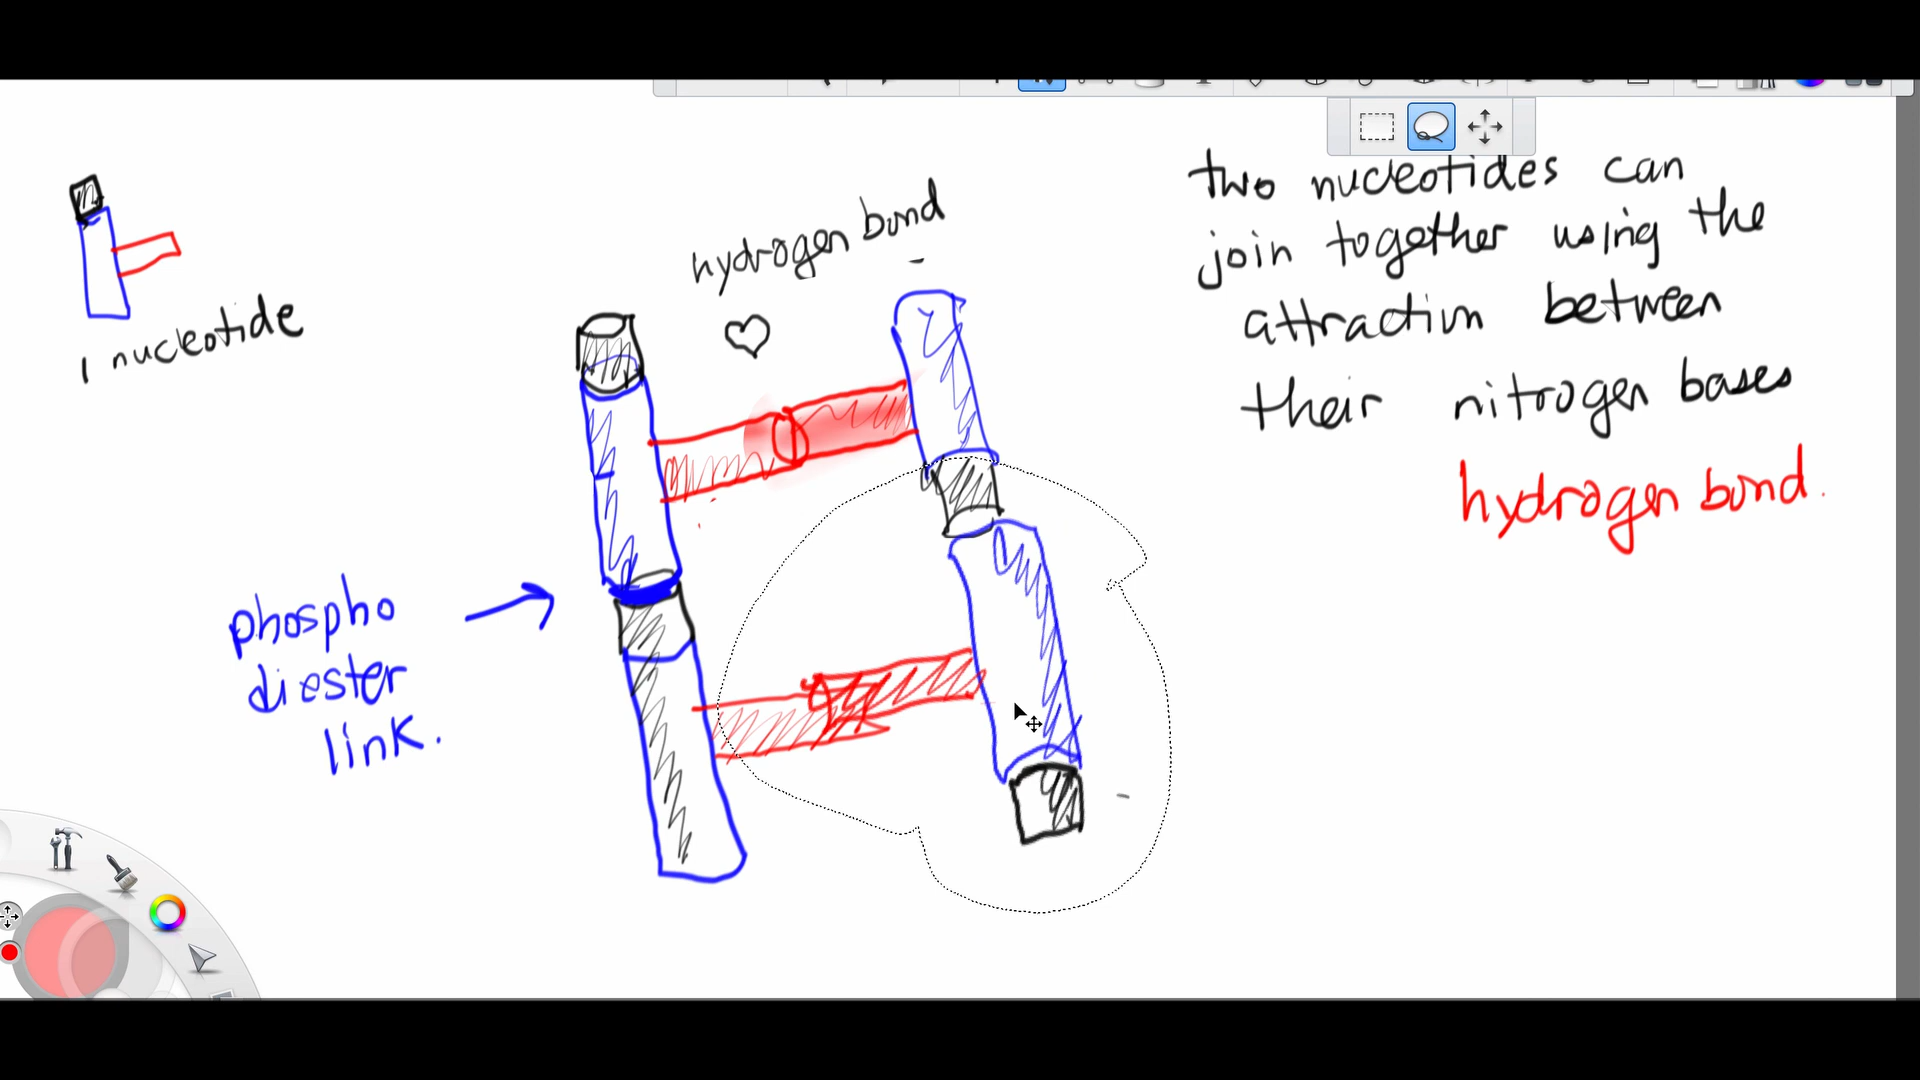 1 nucleotide
hydrogen bond
phospho
diester
link.
two nuceotides can
join together using the
attraction between
their nitrogen bases
hydrogen bond.